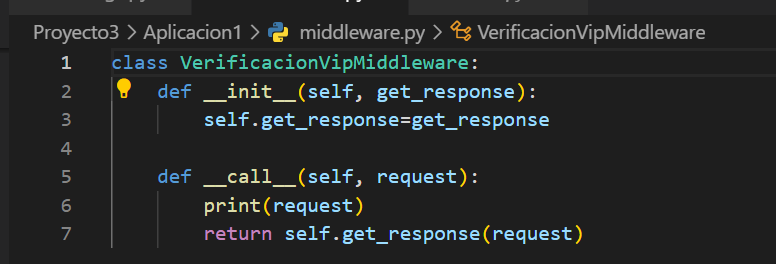 Proyecto3 > Aplicacion1 > middleware.py > VerificacionVipMiddleware
1 class VerificacionVipMiddleware:
2 def __init__(self, get_response):
3 self.get_response=get_response
4
5 def __call__(self, request):
6 print(request)
7 return self.get_response(request)